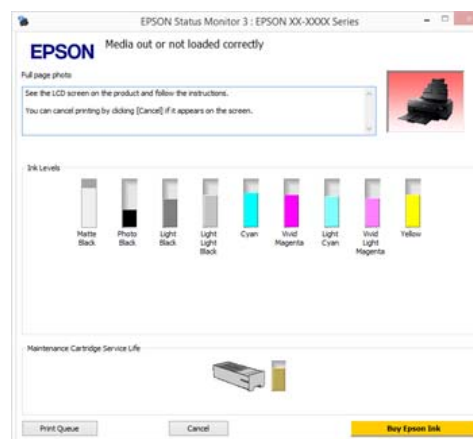 EPSON Status Monitor 3 : EPSON XX-XXXX Series
EPSON
Media out or not loaded correctly
Full page photo
See the LCD screen on the product and follow the instructions.
You can cancel printing by clicking [Cancel] if it appears on the screen.
Ink Levels
Matte
Black
Photo
Black
Light
Black
Light
Light
Black
Cyan
Vivid
Magenta
Light
Cyan
Vivid
Light
Magenta
Yellow
Maintenance Cartridge Service Life
Print Queue
Cancel
Buy Epson Ink